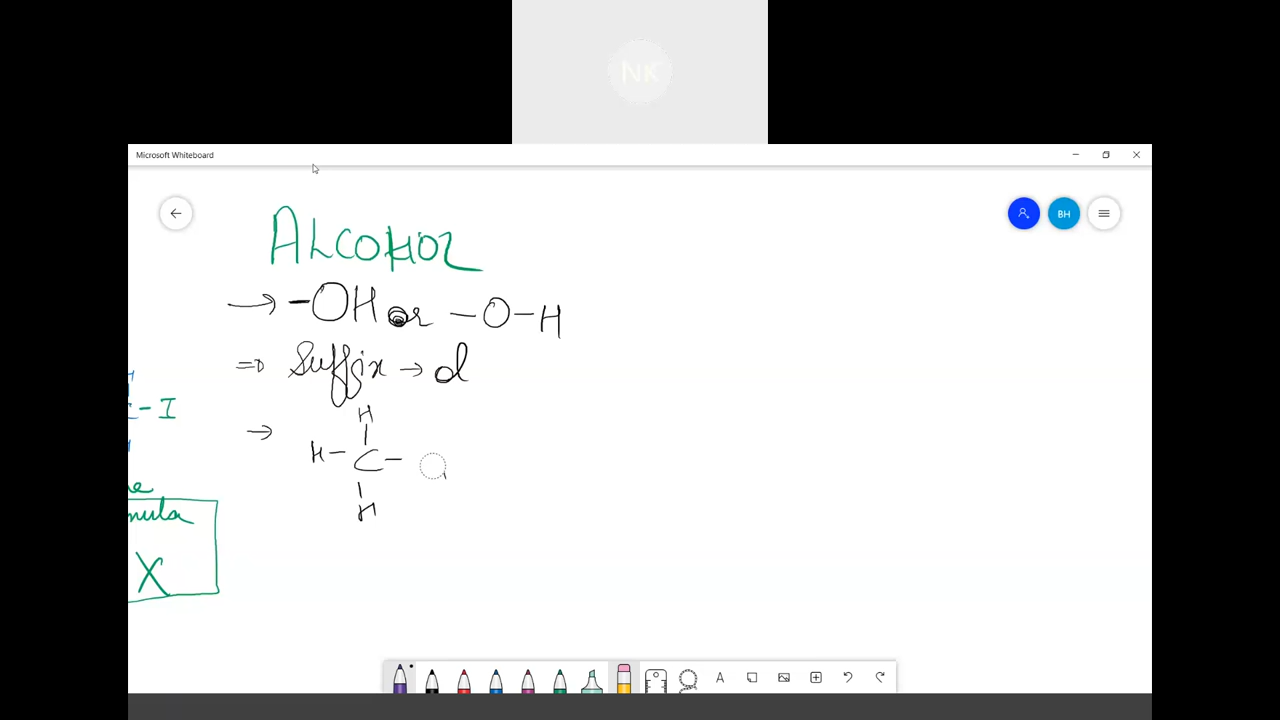 NK
Microsoft Whiteboard
BH
ALCOHOL
→ -OH or -O-H
⇒ Suffix → ol
H
→ H-C-
H
-I
mula
X
A